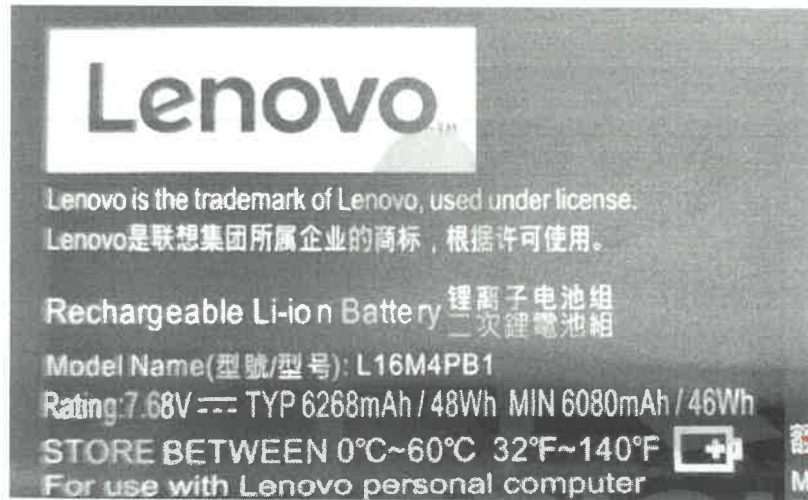 Lenovo™
Lenovo is the trademark of Lenovo, used under license.
Lenovo是联想集团所属企业的商标，根据许可使用。
Rechargeable Li-ion Battery 锂离子电池组
二次鋰電池組
Model Name(型號/型号): L16M4PB1
Rating:7.68V ⎓ TYP 6268mAh / 48Wh MIN 6080mAh / 46Wh
STORE BETWEEN 0°C~60°C 32°F~140°F
For use with Lenovo personal computer